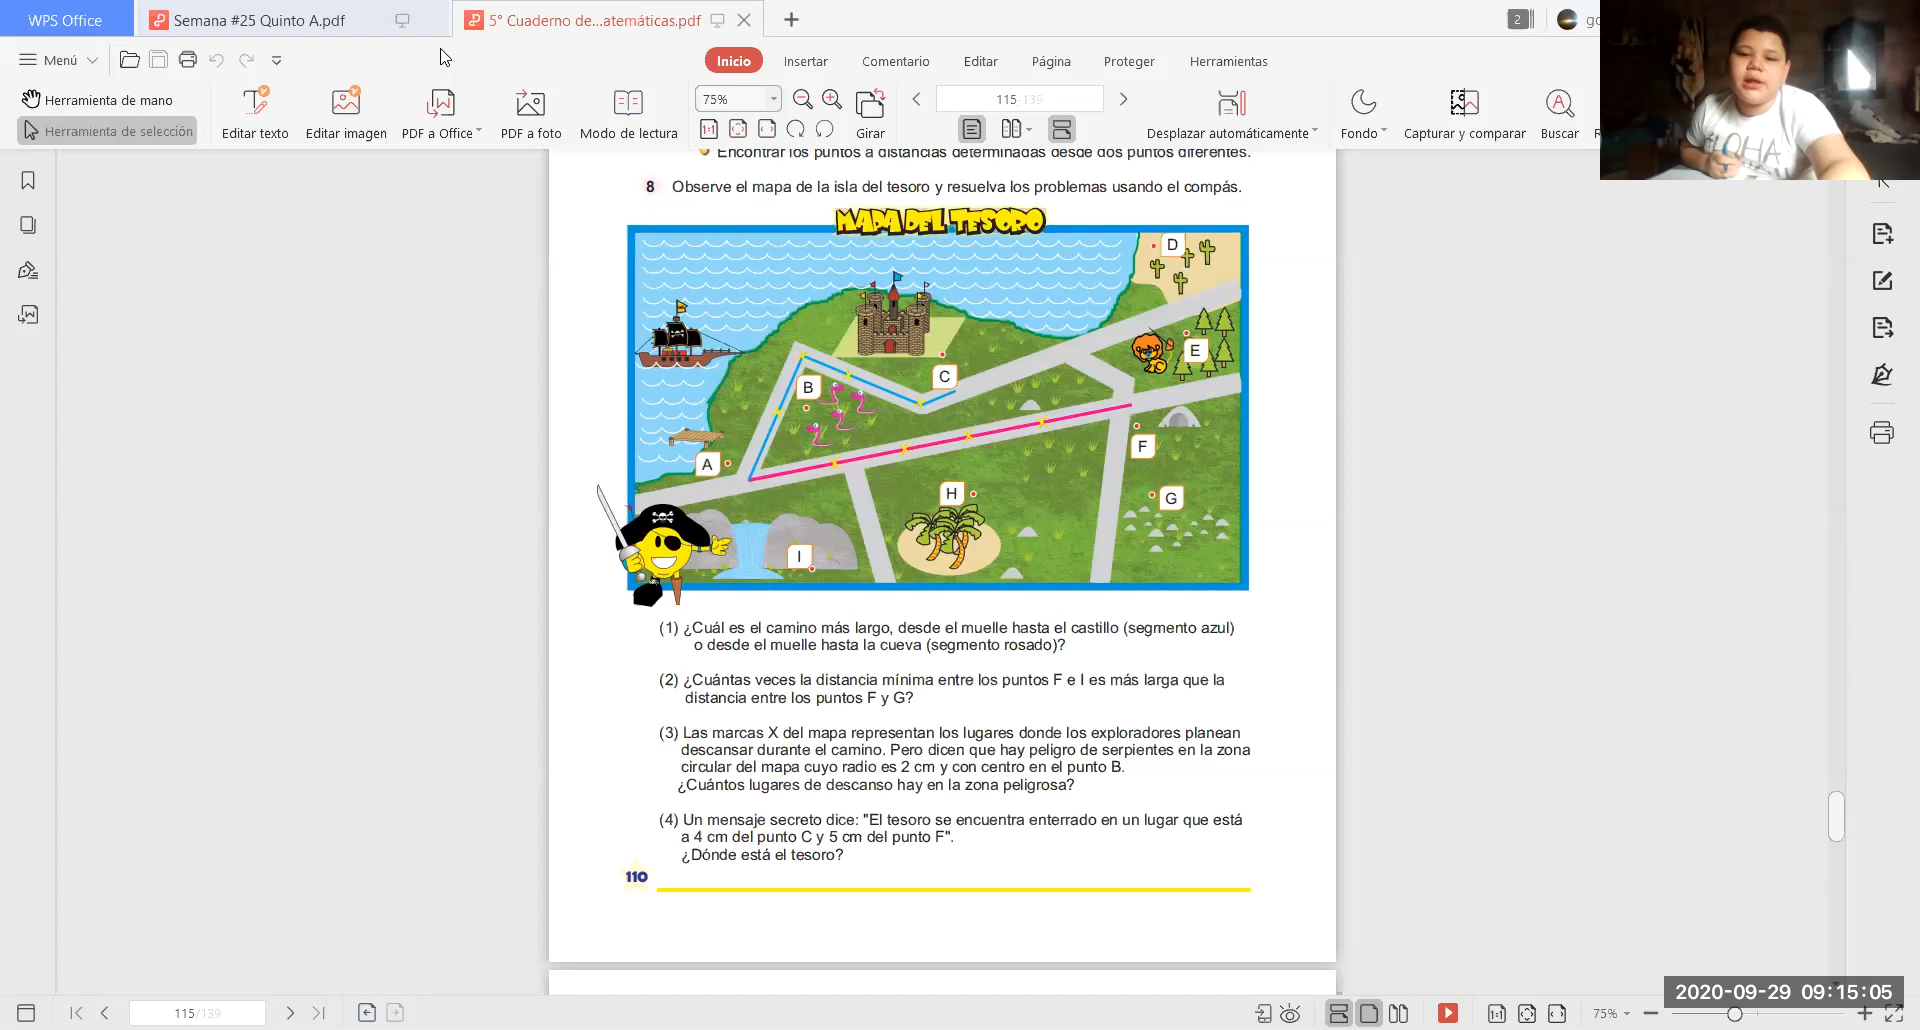 WPS Office
Semana #25 Quinto A.pdf
5° Cuaderno de...atemáticas.pdf
2
Menú
Inicio
Insertar
Comentario
Editar
Página
Proteger
Herramientas
Herramienta de mano
Herramienta de selección
Editar texto
Editar imagen
PDF a Office
PDF a foto
Modo de lectura
75%
Girar
115/139
Desplazar automáticamente
Fondo
Capturar y comparar
Buscar
ALOHA
Encontrar los puntos a distancias determinadas desde dos puntos diferentes.
8 Observe el mapa de la isla del tesoro y resuelva los problemas usando el compás.
MAPA DEL TESORO
D
E
C
B
A
F
H
G
I
(1) ¿Cuál es el camino más largo, desde el muelle hasta el castillo (segmento azul)
o desde el muelle hasta la cueva (segmento rosado)?
(2) ¿Cuántas veces la distancia mínima entre los puntos F e I es más larga que la
distancia entre los puntos F y G?
(3) Las marcas X del mapa representan los lugares donde los exploradores planean
descansar durante el camino. Pero dicen que hay peligro de serpientes en la zona
circular del mapa cuyo radio es 2 cm y con centro en el punto B.
¿Cuántos lugares de descanso hay en la zona peligrosa?
(4) Un mensaje secreto dice: "El tesoro se encuentra enterrado en un lugar que está
a 4 cm del punto C y 5 cm del punto F".
¿Dónde está el tesoro?
110
115/139
75%
2020-09-29 09:15:05